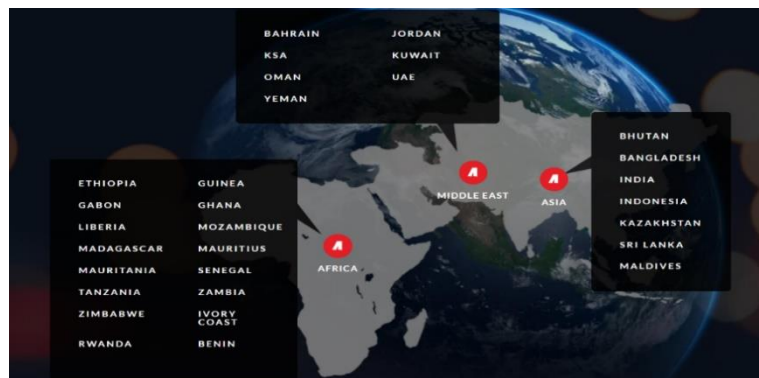 BAHRAIN JORDAN
KSA KUWAIT
OMAN UAE
YEMAN
BHUTAN
BANGLADESH
INDIA
INDONESIA
KAZAKHSTAN
SRI LANKA
MALDIVES
MIDDLE EAST
ASIA
ETHIOPIA GUINEA
GABON GHANA
LIBERIA MOZAMBIQUE
MADAGASCAR MAURITIUS
MAURITANIA SENEGAL
TANZANIA ZAMBIA
ZIMBABWE IVORY
COAST
RWANDA BENIN
AFRICA